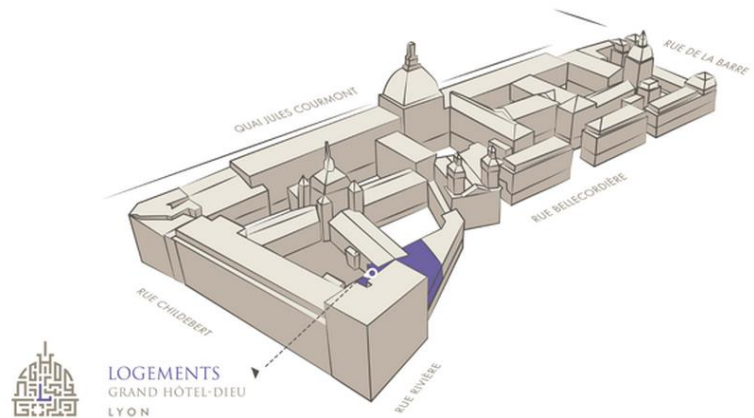 RUE DE LA BARRE
QUAI JULES COURMONT
RUE BELLECORDIÈRE
RUE CHILDEBERT
RUE RIVIÈRE
LOGEMENTS
GRAND HÔTEL-DIEU
LYON